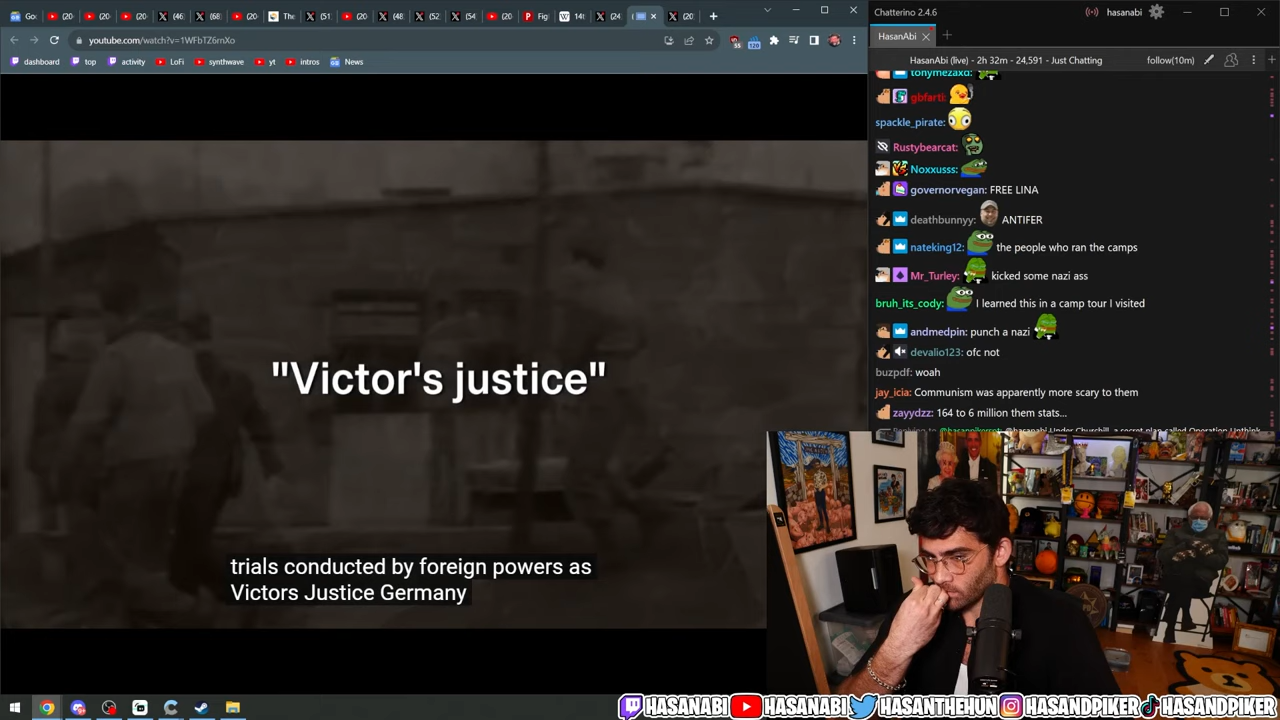 Chatterino 2.4.6
hasanabi
youtube.com/watch?v=1WFbTZ6rnXo
HasanAbi
dashboard
top
activity
LoFi
synthwave
yt
intros
News
HasanAbi (live) - 2h 32m - 24,591 - Just Chatting
follow(10m)
tonymezaxd:
gbfarti:
spackle_pirate:
Rustybearcat:
Noxxusss:
governorvegan: FREE LINA
deathbunnyy: ANTIFER
nateking12: the people who ran the camps
Mr_Turley: kicked some nazi ass
bruh_its_cody: I learned this in a camp tour I visited
andmedpin: punch a nazi
devalio123: ofc not
buzpdf: woah
jay_icia: Communism was apparently more scary to them
zayydzz: 164 to 6 million them stats...
"Victor's justice"
trials conducted by foreign powers as
Victors Justice Germany
HASANABI
HASANABI
HASANTHEHUN
HASANDPIKER
HASANDPIKER